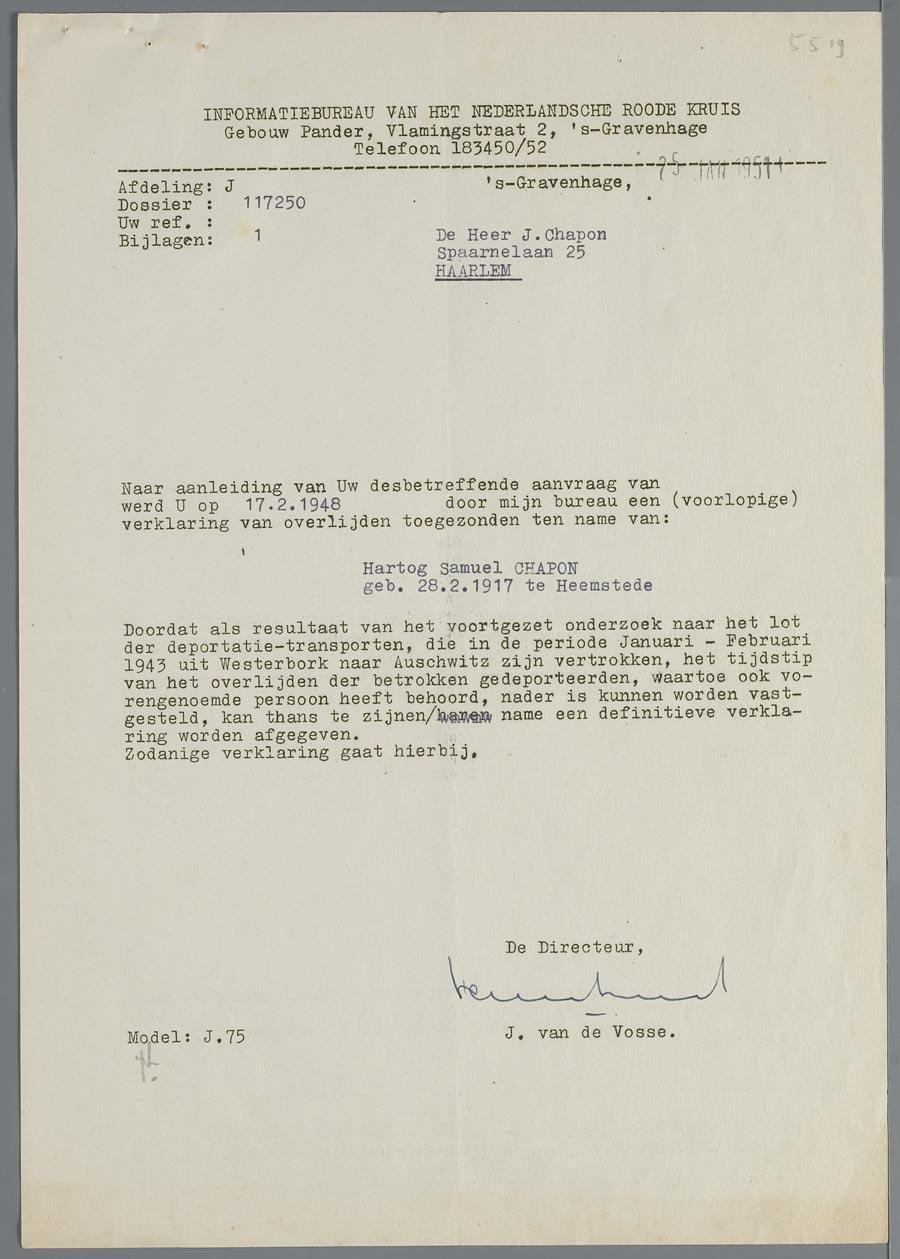 55 19
INFORMATIEBUREAU VAN HET NEDERLANDSCHE ROODE KRUIS
Gebouw Pander, Vlamingstraat 2, 's-Gravenhage
Telefoon 183450/52
Afdeling: J
's-Gravenhage, 25 JAN 1951
Dossier : 117250
Uw ref. :
Bijlagen: 1
De Heer J.Chapon
Spaarnelaan 25
HAARLEM
Naar aanleiding van Uw desbetreffende aanvraag van
werd U op 17.2.1948 door mijn bureau een (voorlopige)
verklaring van overlijden toegezonden ten name van:
Hartog Samuel CHAPON
geb. 28.2.1917 te Heemstede
Doordat als resultaat van het voortgezet onderzoek naar het lot
der deportatie-transporten, die in de periode Januari - Februari
1943 uit Westerbork naar Auschwitz zijn vertrokken, het tijdstip
van het overlijden der betrokken gedeporteerden, waartoe ook vo-
rengenoemde persoon heeft behoord, nader is kunnen worden vast-
gesteld, kan thans te zijnen/haren name een definitieve verkla-
ring worden afgegeven.
Zodanige verklaring gaat hierbij.
De Directeur,
J. van de Vosse.
Model: J.75